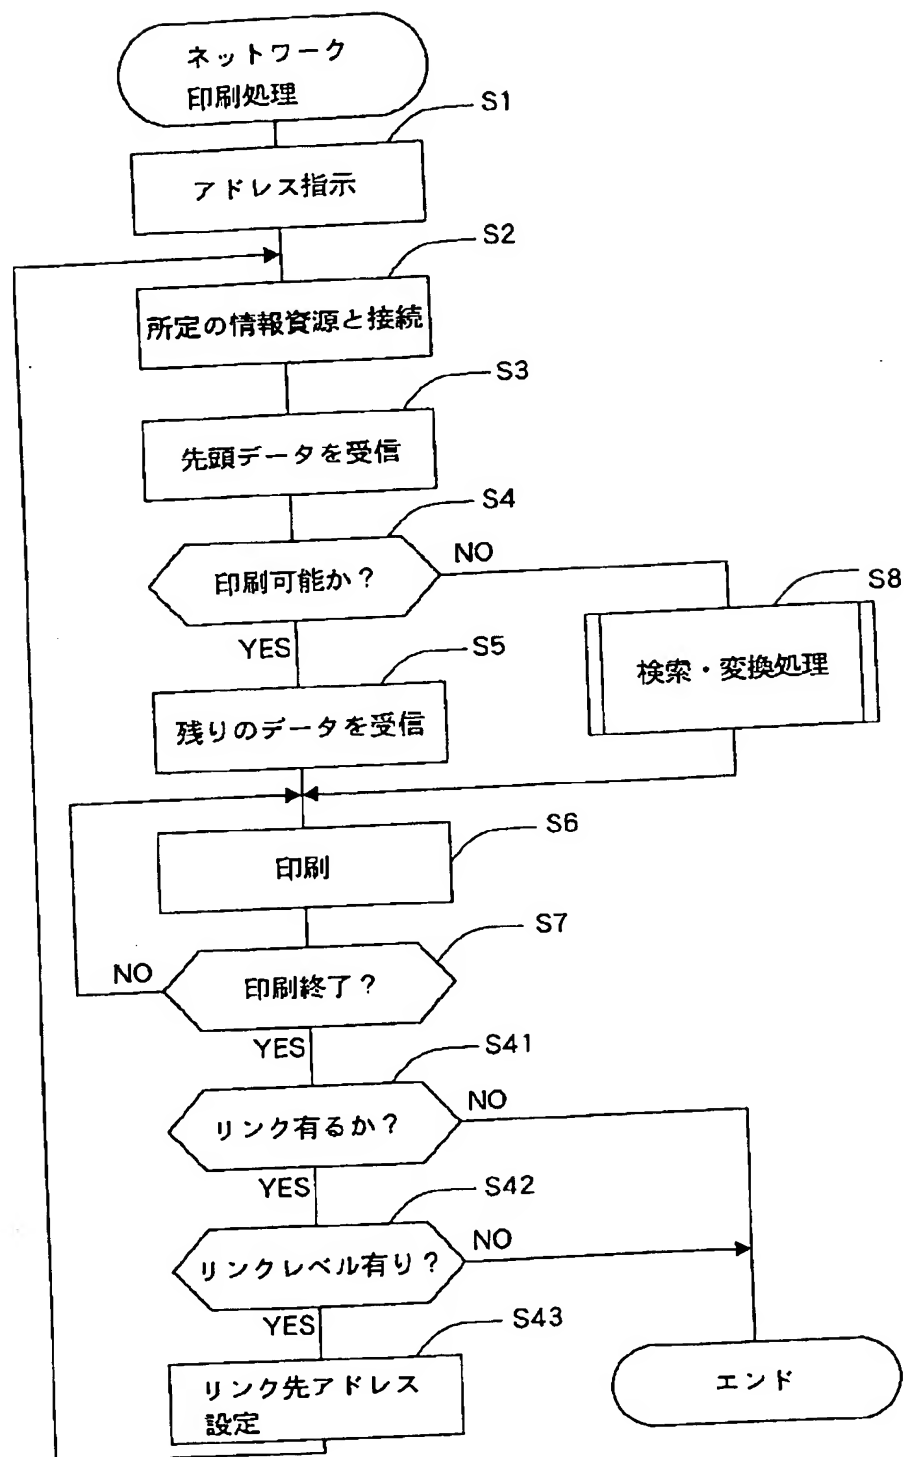 ネットワーク
印刷処理
S1
アドレス指示
S2
所定の情報資源と接続
S3
先頭データを受信
S4
印刷可能か？
NO
YES
S8
検索・変換処理
S5
残りのデータを受信
S6
印刷
S7
印刷終了？
NO
YES
S41
リンク有るか？
NO
YES
S42
リンクレベル有り？
NO
YES
S43
リンク先アドレス
設定
エンド